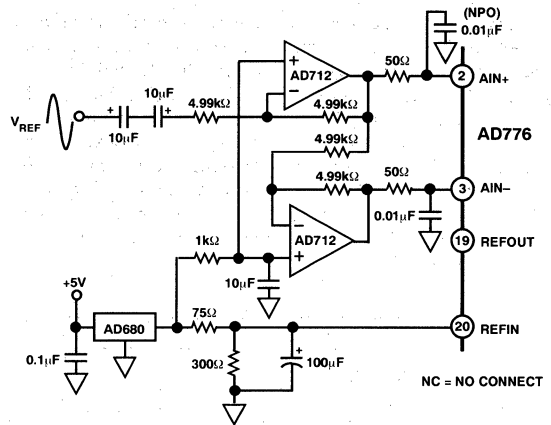 (NPO)
0.01µF
50Ω
+
AD712
−
2
AIN+
10µF
+
+
10µF
4.99kΩ
4.99kΩ
VREF
AD776
4.99kΩ
4.99kΩ
50Ω
3
AIN−
−
AD712
+
0.01µF
19
REFOUT
1kΩ
10µF
+5V
AD680
75Ω
20
REFIN
0.1µF
300Ω
+
100µF
NC = NO CONNECT